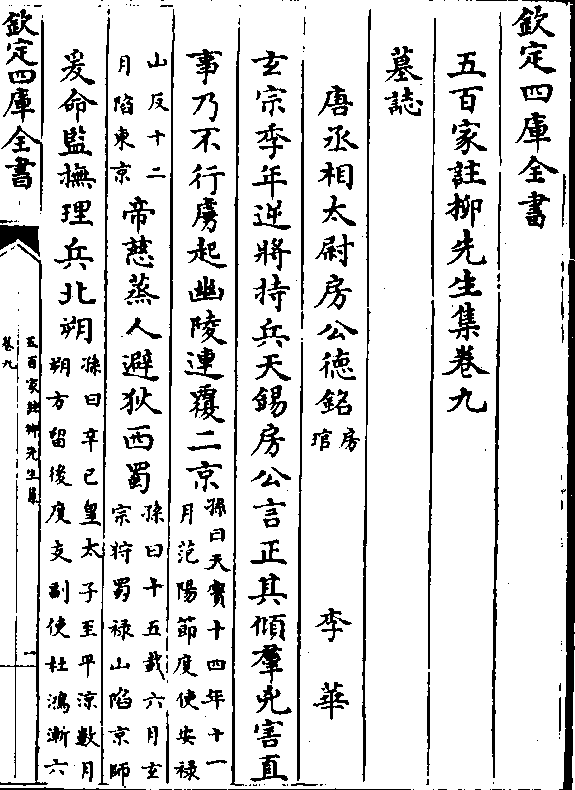 欽定四庫全書
五百家註柳先生集卷九
墓誌
唐丞相太尉房公德銘房琯
李華
玄宗季年逆將持兵天錫房公言正其傾羣兇害直
事乃不行虜起幽陵連覆二京孫曰天寶十四年十一月范陽節度使安禄
山反十二月陷東京帝慈蒸人避狄西蜀孫曰十五載六月玄宗狩蜀禄山陷京師
爰命監撫理兵北朔孫曰辛巳皇太子至平涼數月朔方留後度支副使杜鴻漸六
欽定四庫全書
五百家註柳先生集
卷九
一